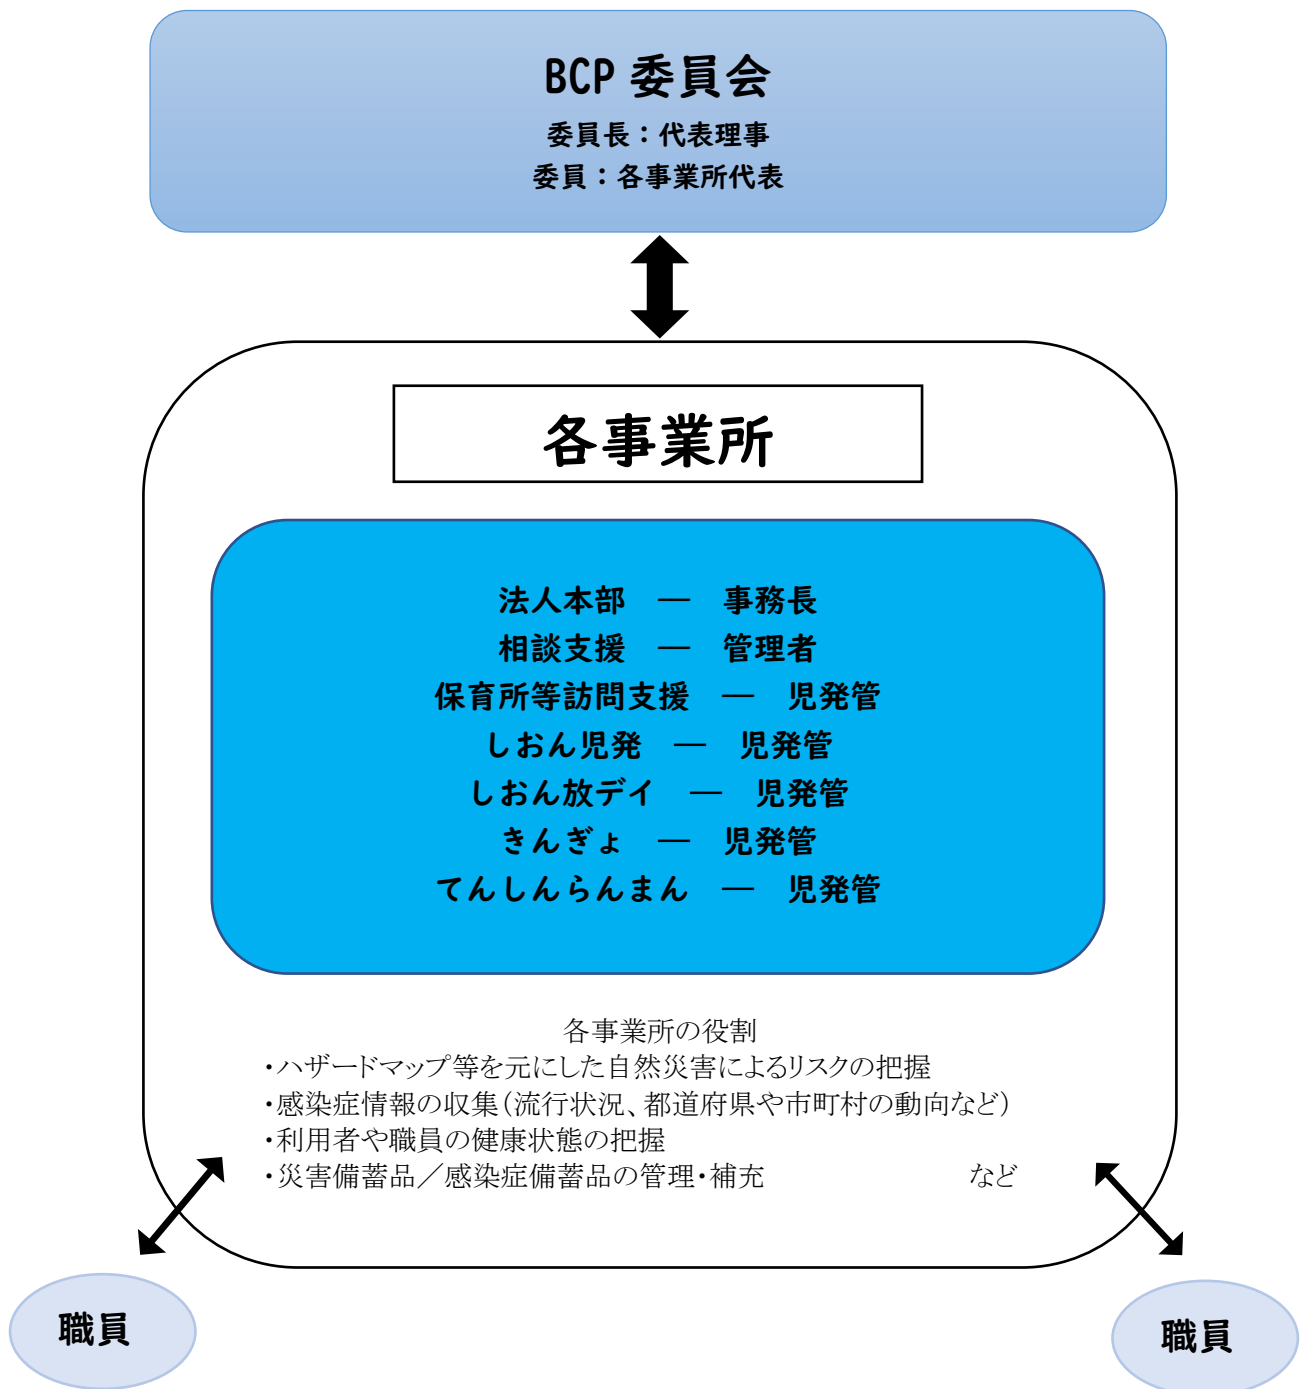 BCP 委員会
委員長：代表理事
委員：各事業所代表
各事業所
法人本部　―　事務長
相談支援　―　管理者
保育所等訪問支援　―　児発管
しおん児発　―　児発管
しおん放デイ　―　児発管
きんぎょ　―　児発管
てんしんらんまん　―　児発管
各事業所の役割
・ハザードマップ等を元にした自然災害によるリスクの把握
・感染症情報の収集（流行状況、都道府県や市町村の動向など）
・利用者や職員の健康状態の把握
・災害備蓄品／感染症備蓄品の管理・補充　　　　　　　など
職員
職員